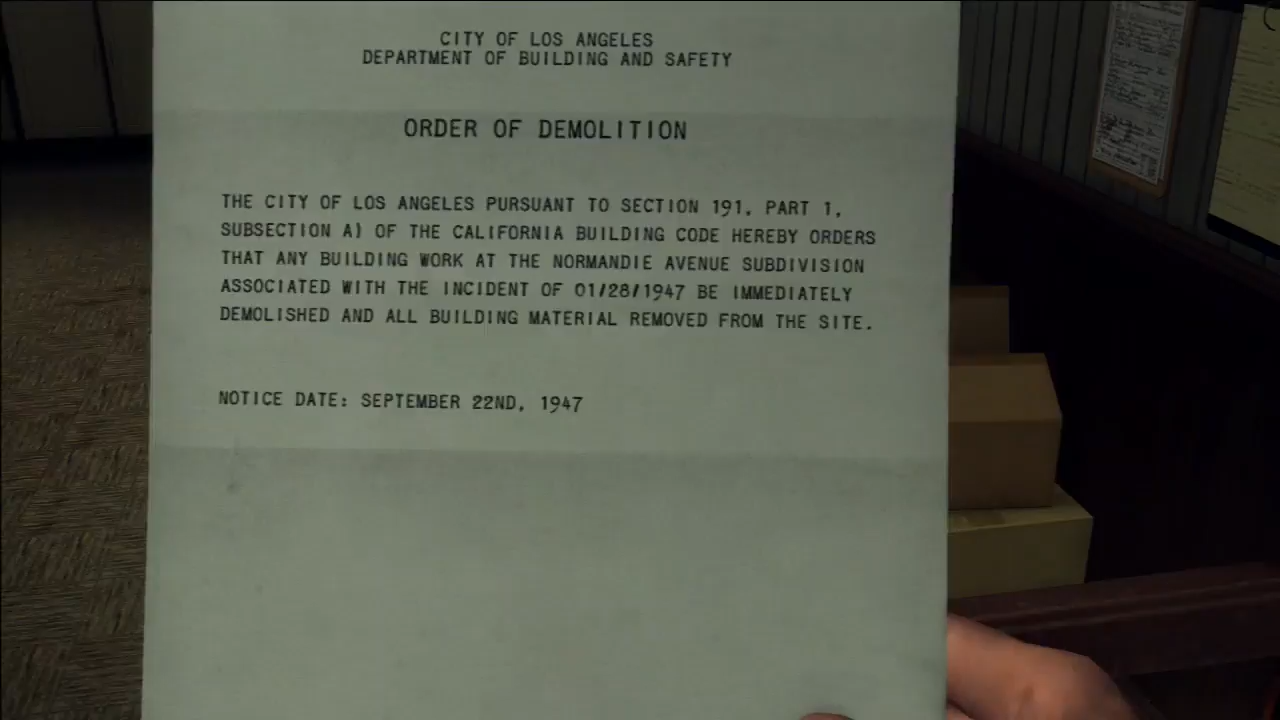 CITY OF LOS ANGELES
DEPARTMENT OF BUILDING AND SAFETY
ORDER OF DEMOLITION
THE CITY OF LOS ANGELES PURSUANT TO SECTION 191, PART 1,
SUBSECTION A) OF THE CALIFORNIA BUILDING CODE HEREBY ORDERS
THAT ANY BUILDING WORK AT THE NORMANDIE AVENUE SUBDIVISION
ASSOCIATED WITH THE INCIDENT OF 01/28/1947 BE IMMEDIATELY
DEMOLISHED AND ALL BUILDING MATERIAL REMOVED FROM THE SITE.
NOTICE DATE: SEPTEMBER 22ND, 1947